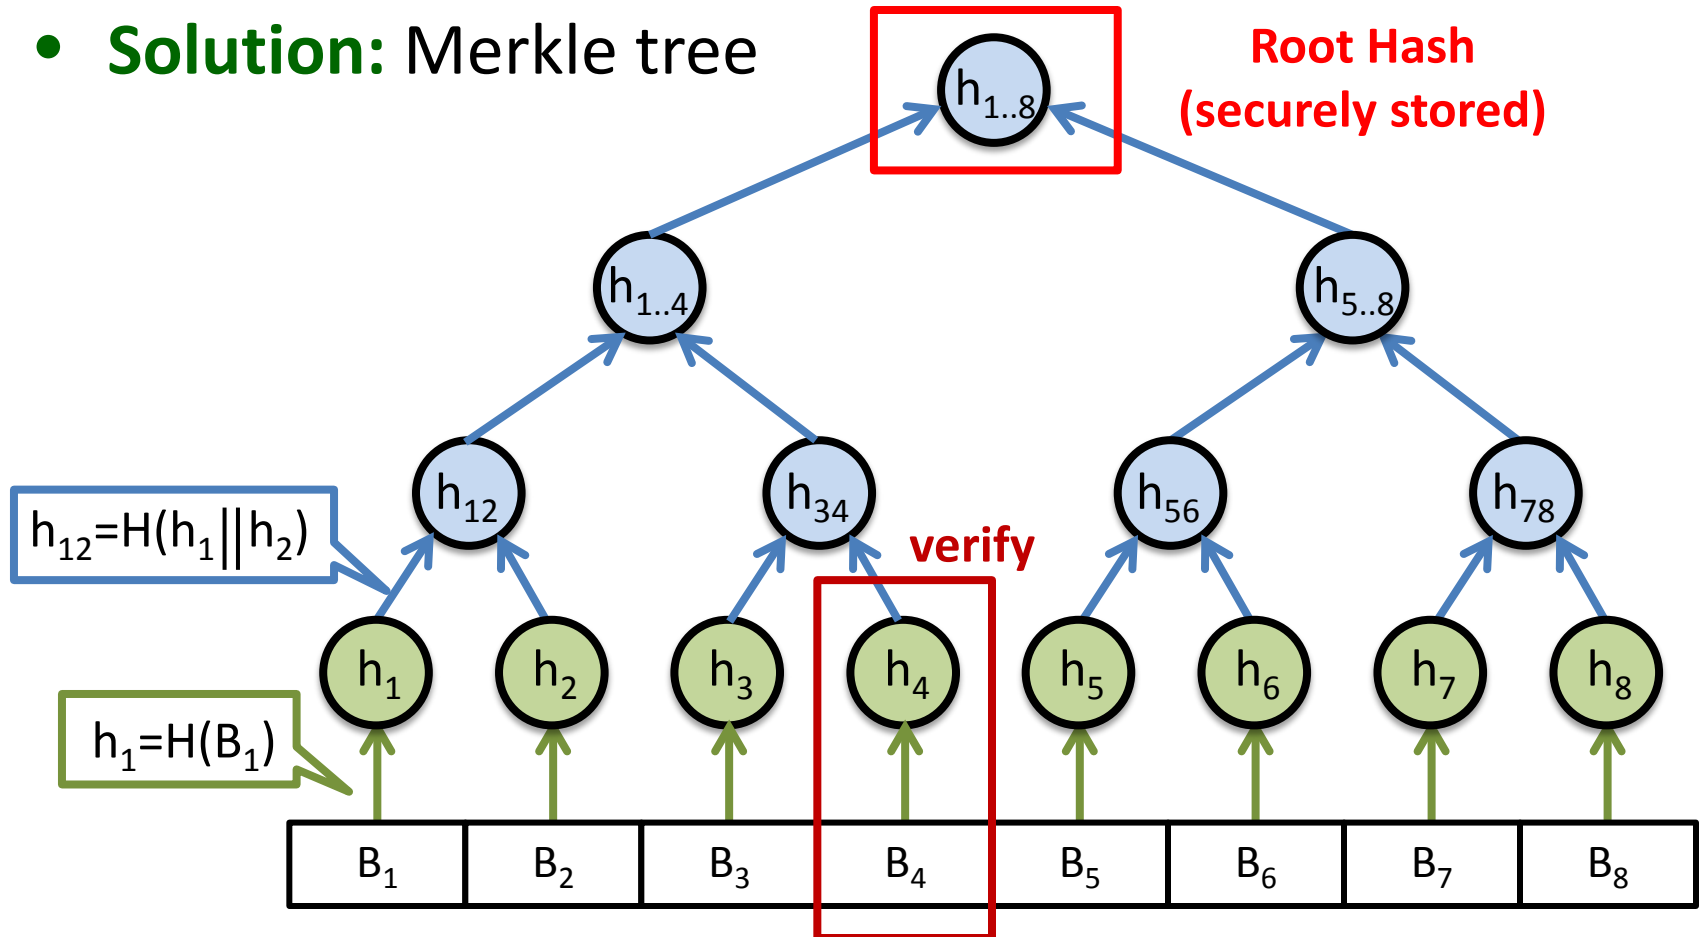 • Solution: Merkle tree
Root Hash
(securely stored)
h1..8
h1..4
h5..8
h12
h34
h56
h78
h12=H(h1||h2)
verify
h1
h2
h3
h4
h5
h6
h7
h8
h1=H(B1)
B1
B2
B3
B4
B5
B6
B7
B8